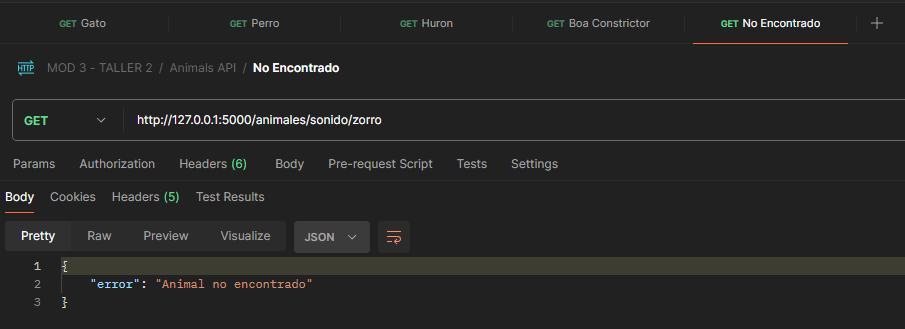 GET Gato GET Perro GET Huron GET Boa Constrictor GET No Encontrado +
HTTP MOD 3 - TALLER 2 / Animals API / No Encontrado
GET http://127.0.0.1:5000/animales/sonido/zorro
Params Authorization Headers (6) Body Pre-request Script Tests Settings
Body Cookies Headers (5) Test Results
Pretty Raw Preview Visualize JSON
1 {
2 "error": "Animal no encontrado"
3 }